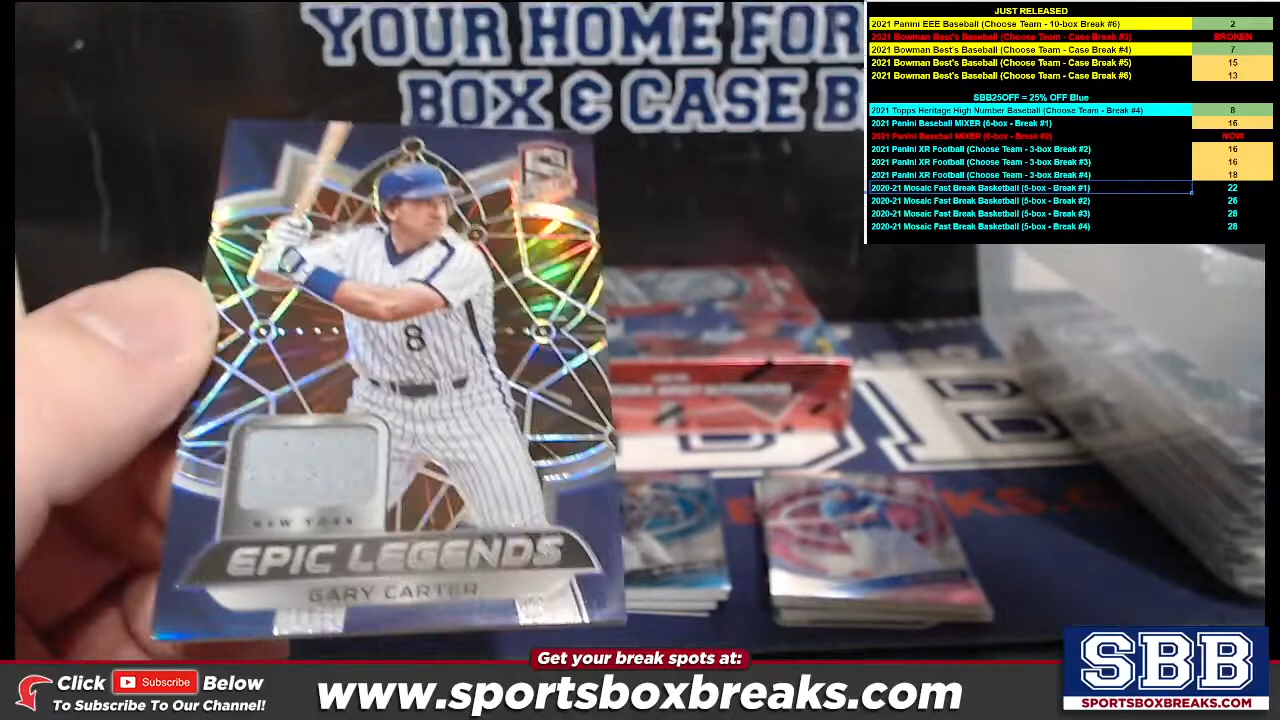 YOUR HOME FOR
BOX & CASE B
JUST RELEASED
2021 Panini EEE Baseball (Choose Team - 10-box Break #6) 2
2021 Bowman Best's Baseball (Choose Team - Case Break #3) BROKEN
2021 Bowman Best's Baseball (Choose Team - Case Break #4) 7
2021 Bowman Best's Baseball (Choose Team - Case Break #5) 15
2021 Bowman Best's Baseball (Choose Team - Case Break #6) 13
SBB25OFF = 25% OFF Blue
2021 Topps Heritage High Number Baseball (Choose Team - Break #4) 8
2021 Panini Baseball MIXER (6-box - Break #1) 16
2021 Panini Baseball MIXER (6-box - Break #2) NOW
2021 Panini XR Football (Choose Team - 3-box Break #2) 16
2021 Panini XR Football (Choose Team - 3-box Break #3) 16
2021 Panini XR Football (Choose Team - 3-box Break #4) 18
2020-21 Mosaic Fast Break Basketball (5-box - Break #1) 22
2020-21 Mosaic Fast Break Basketball (5-box - Break #2) 26
2020-21 Mosaic Fast Break Basketball (5-box - Break #3) 28
2020-21 Mosaic Fast Break Basketball (5-box - Break #4) 28
8
NEW YORK
EPIC LEGENDS
GARY CARTER
Get your break spots at:
Click Subscribe Below
To Subscribe To Our Channel!
www.sportsboxbreaks.com
SBB
SPORTSBOXBREAKS.COM